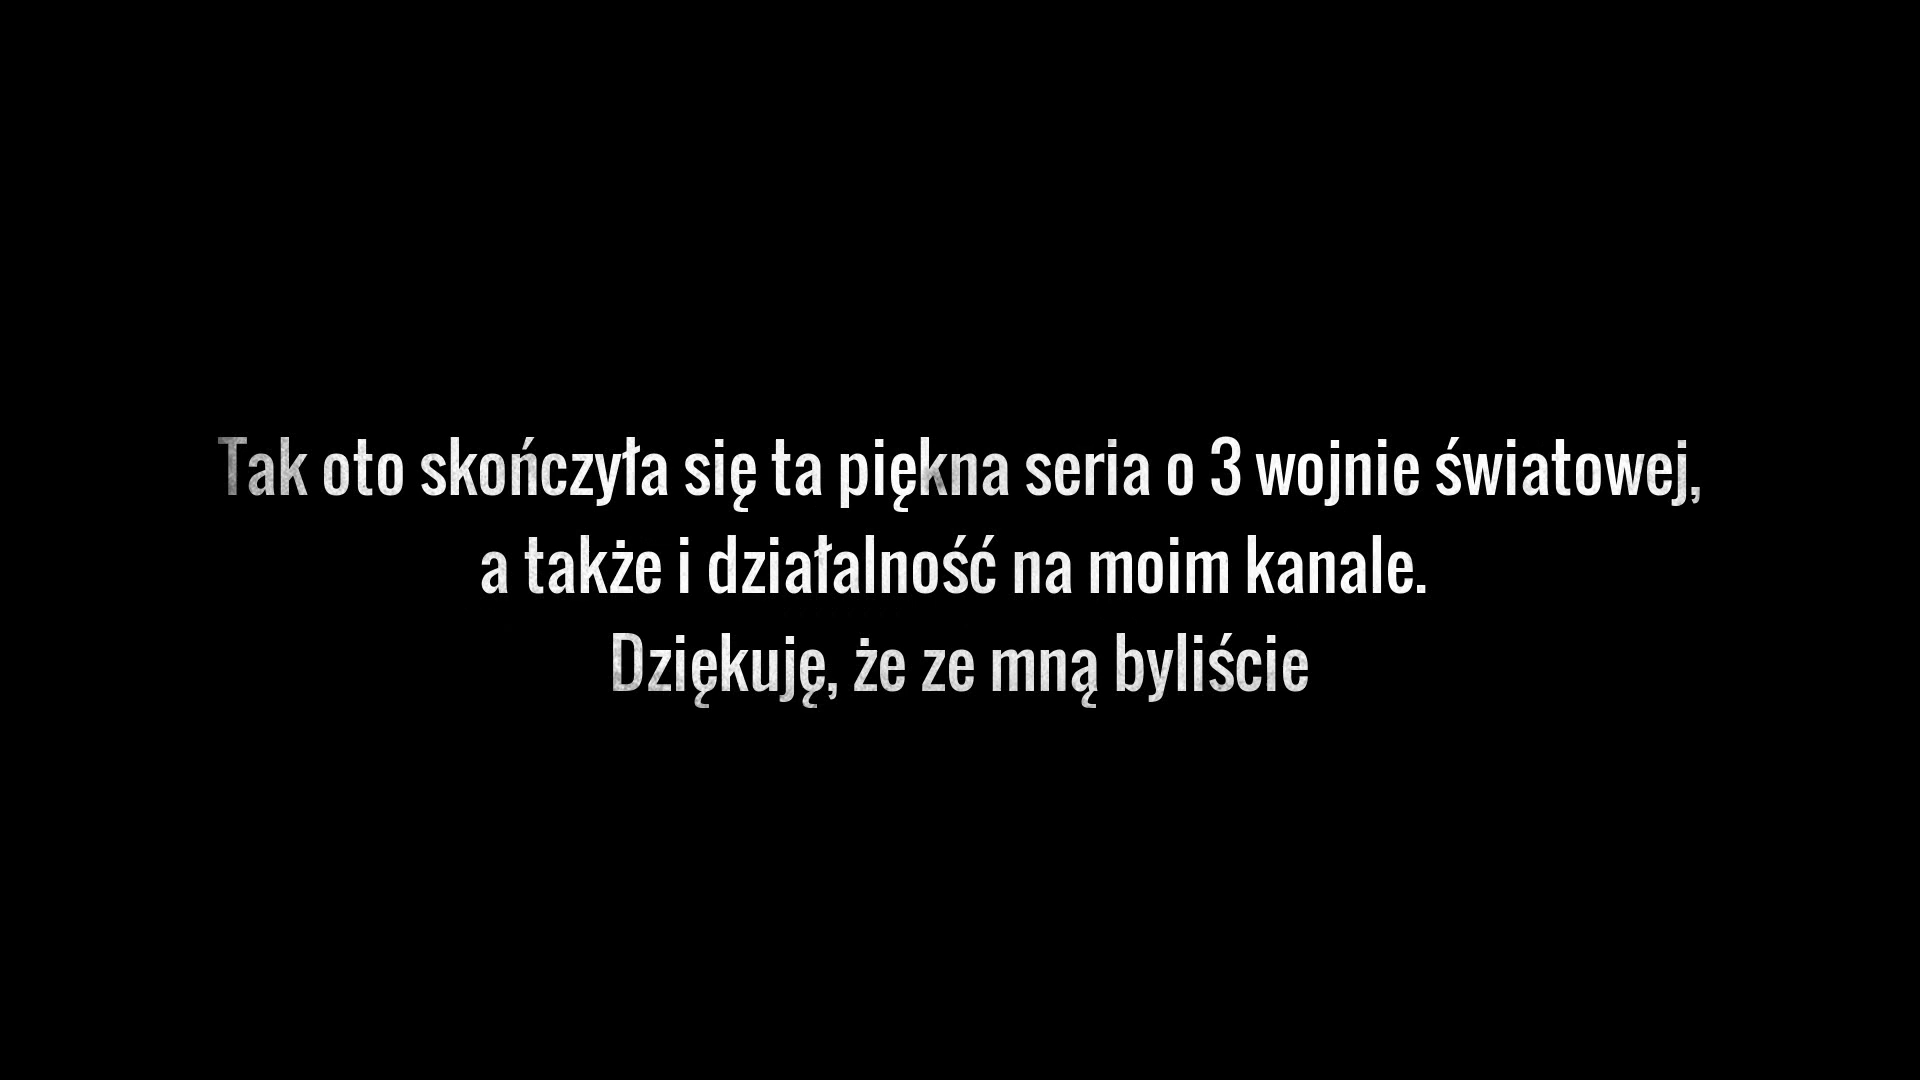 Tak oto skończyła się ta piękna seria o 3 wojnie światowej,
a także i działalność na moim kanale.
Dziękuję, że ze mną byliście